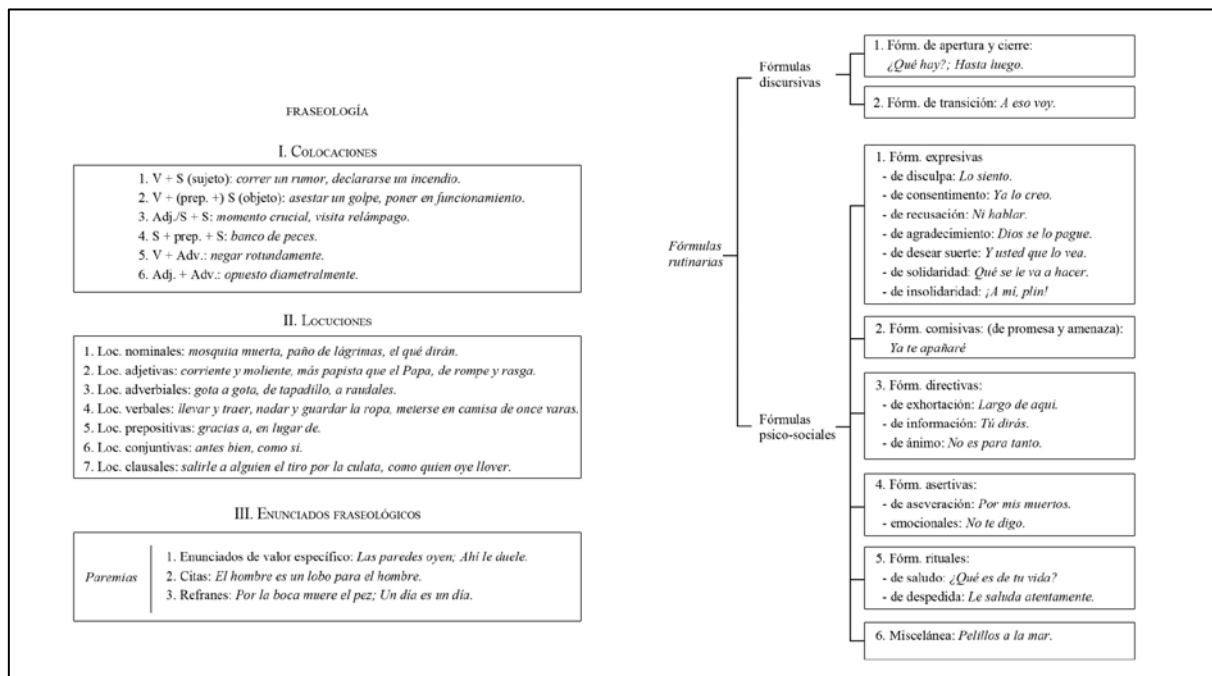 FRASEOLOGÍA
I. COLOCACIONES
1. V + S (sujeto): correr un rumor, declararse un incendio.
2. V + (prep. +) S (objeto): asestar un golpe, poner en funcionamiento.
3. Adj./S + S: momento crucial, visita relámpago.
4. S + prep. + S: banco de peces.
5. V + Adv.: negar rotundamente.
6. Adj. + Adv.: opuesto diametralmente.
II. LOCUCIONES
1. Loc. nominales: mosquita muerta, paño de lágrimas, el qué dirán.
2. Loc. adjetivas: corriente y moliente, más papista que el Papa, de rompe y rasga.
3. Loc. adverbiales: gota a gota, de tapadillo, a raudales.
4. Loc. verbales: llevar y traer, nadar y guardar la ropa, meterse en camisa de once varas.
5. Loc. prepositivas: gracias a, en lugar de.
6. Loc. conjuntivas: antes bien, como si.
7. Loc. clausales: salirle a alguien el tiro por la culata, como quien oye llover.
III. ENUNCIADOS FRASEOLÓGICOS
Paremias
1. Enunciados de valor específico: Las paredes oyen; Ahí le duele.
2. Citas: El hombre es un lobo para el hombre.
3. Refranes: Por la boca muere el pez; Un día es un día.
Fórmulas
rutinarias
Fórmulas
discursivas
1. Fórm. de apertura y cierre:
¿Qué hay?; Hasta luego.
2. Fórm. de transición: A eso voy.
Fórmulas
psico-sociales
1. Fórm. expresivas
- de disculpa: Lo siento.
- de consentimiento: Ya lo creo.
- de recusación: Ni hablar.
- de agradecimiento: Dios se lo pague.
- de desear suerte: Y usted que lo vea.
- de solidaridad: Qué se le va a hacer.
- de insolidaridad: ¡A mí, plin!
2. Fórm. comisivas: (de promesa y amenaza):
Ya te apañaré
3. Fórm. directivas:
- de exhortación: Largo de aqui.
- de información: Tú dirás.
- de ánimo: No es para tanto.
4. Fórm. asertivas:
- de aseveración: Por mis muertos.
- emocionales: No te digo.
5. Fórm. rituales:
- de saludo: ¿Qué es de tu vida?
- de despedida: Le saluda atentamente.
6. Miscelánea: Pelillos a la mar.